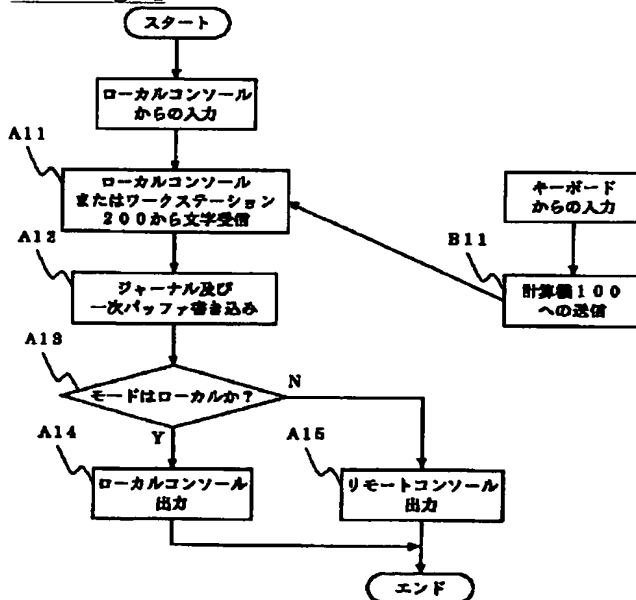 スタート
ローカルコンソール
からの入力
A11
ローカルコンソール
またはワークステーション
200から文字受信
キーボード
からの入力
B11
計算機100
への送信
A12
ジャーナル及び
一次バッファ書き込み
A13
モードはローカルか?
N
Y
A14
ローカルコンソール
出力
A15
リモートコンソール
出力
エンド